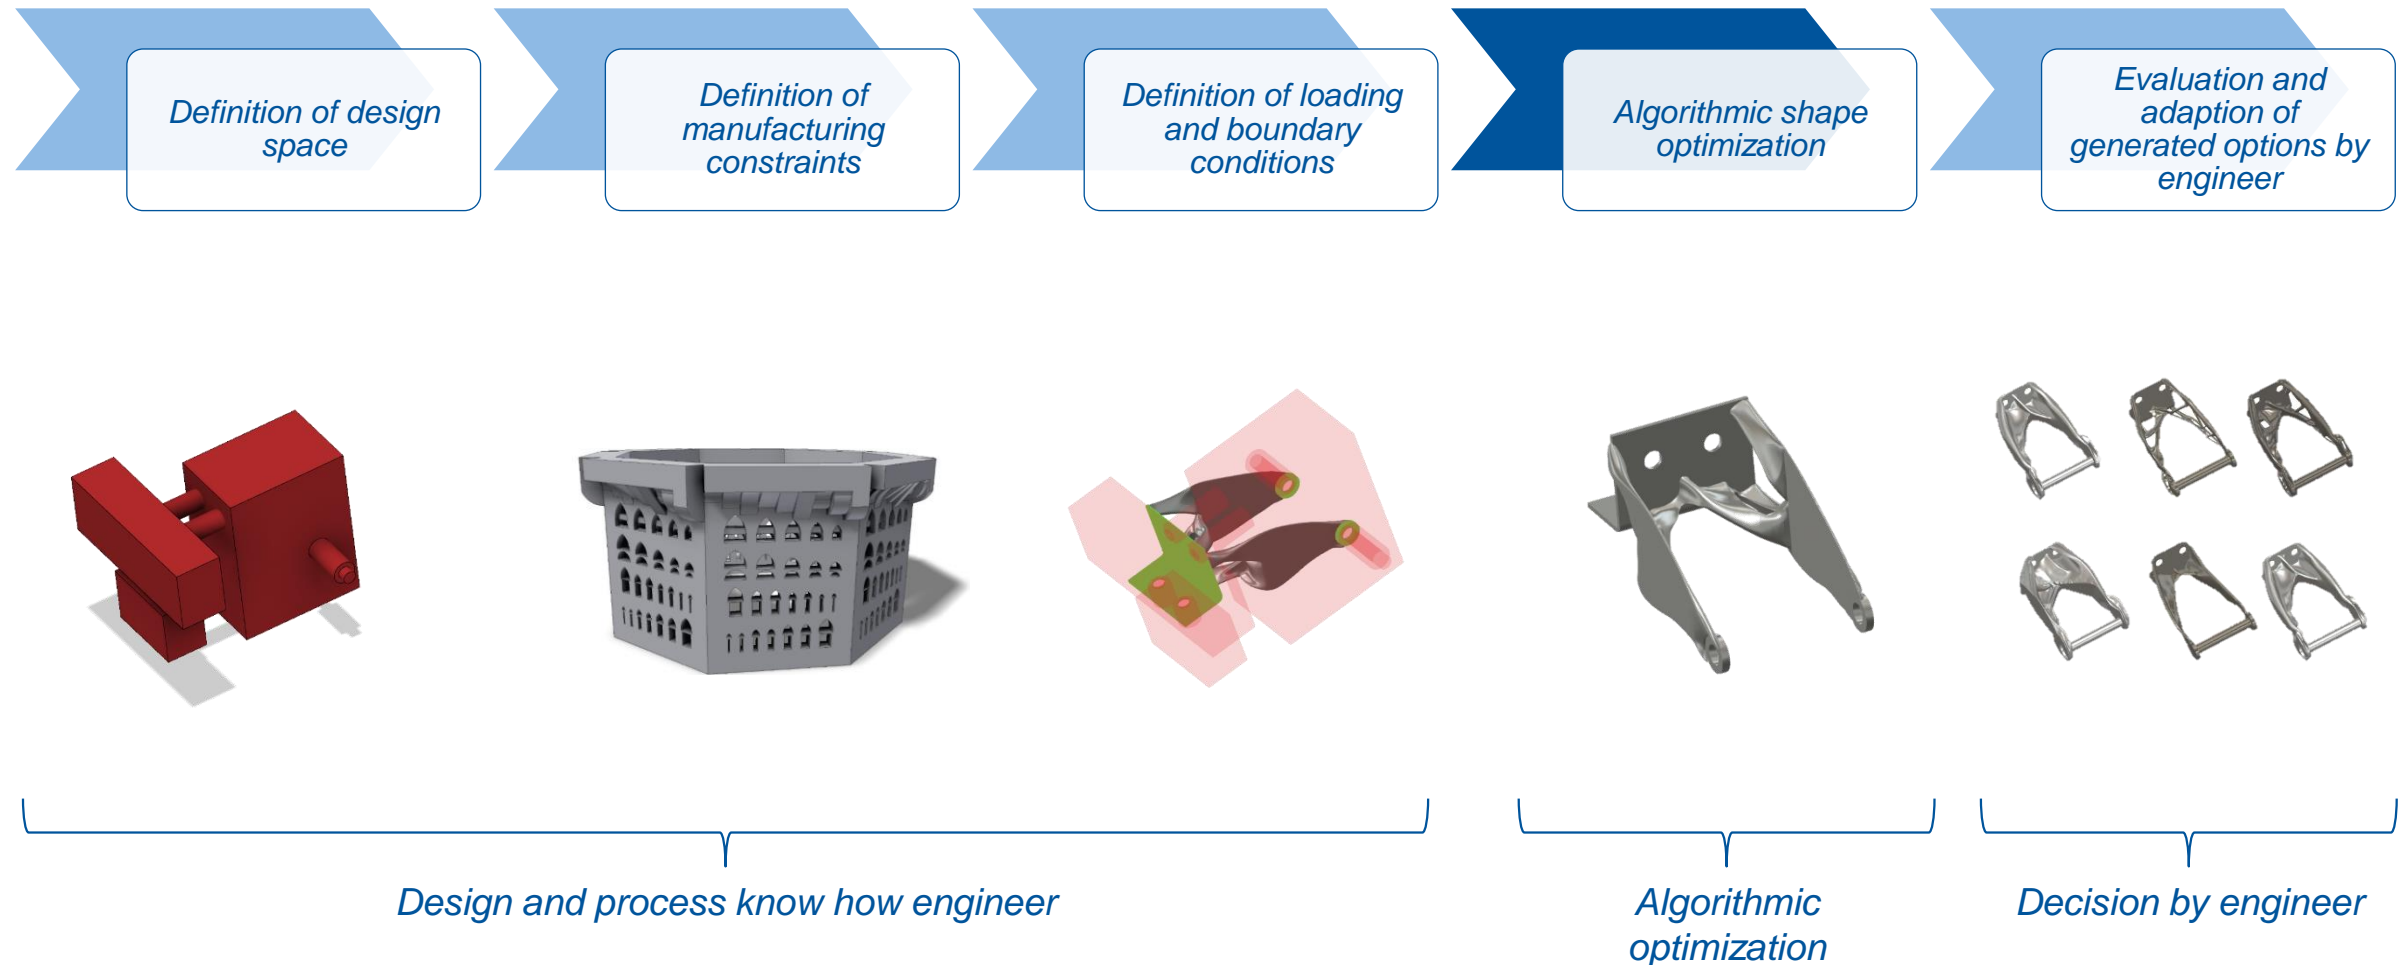 Definition of design
space
Definition of
manufacturing
constraints
Definition of loading
and boundary
conditions
Algorithmic shape
optimization
Evaluation and
adaption of
generated options by
engineer
Design and process know how engineer
Algorithmic
optimization
Decision by engineer